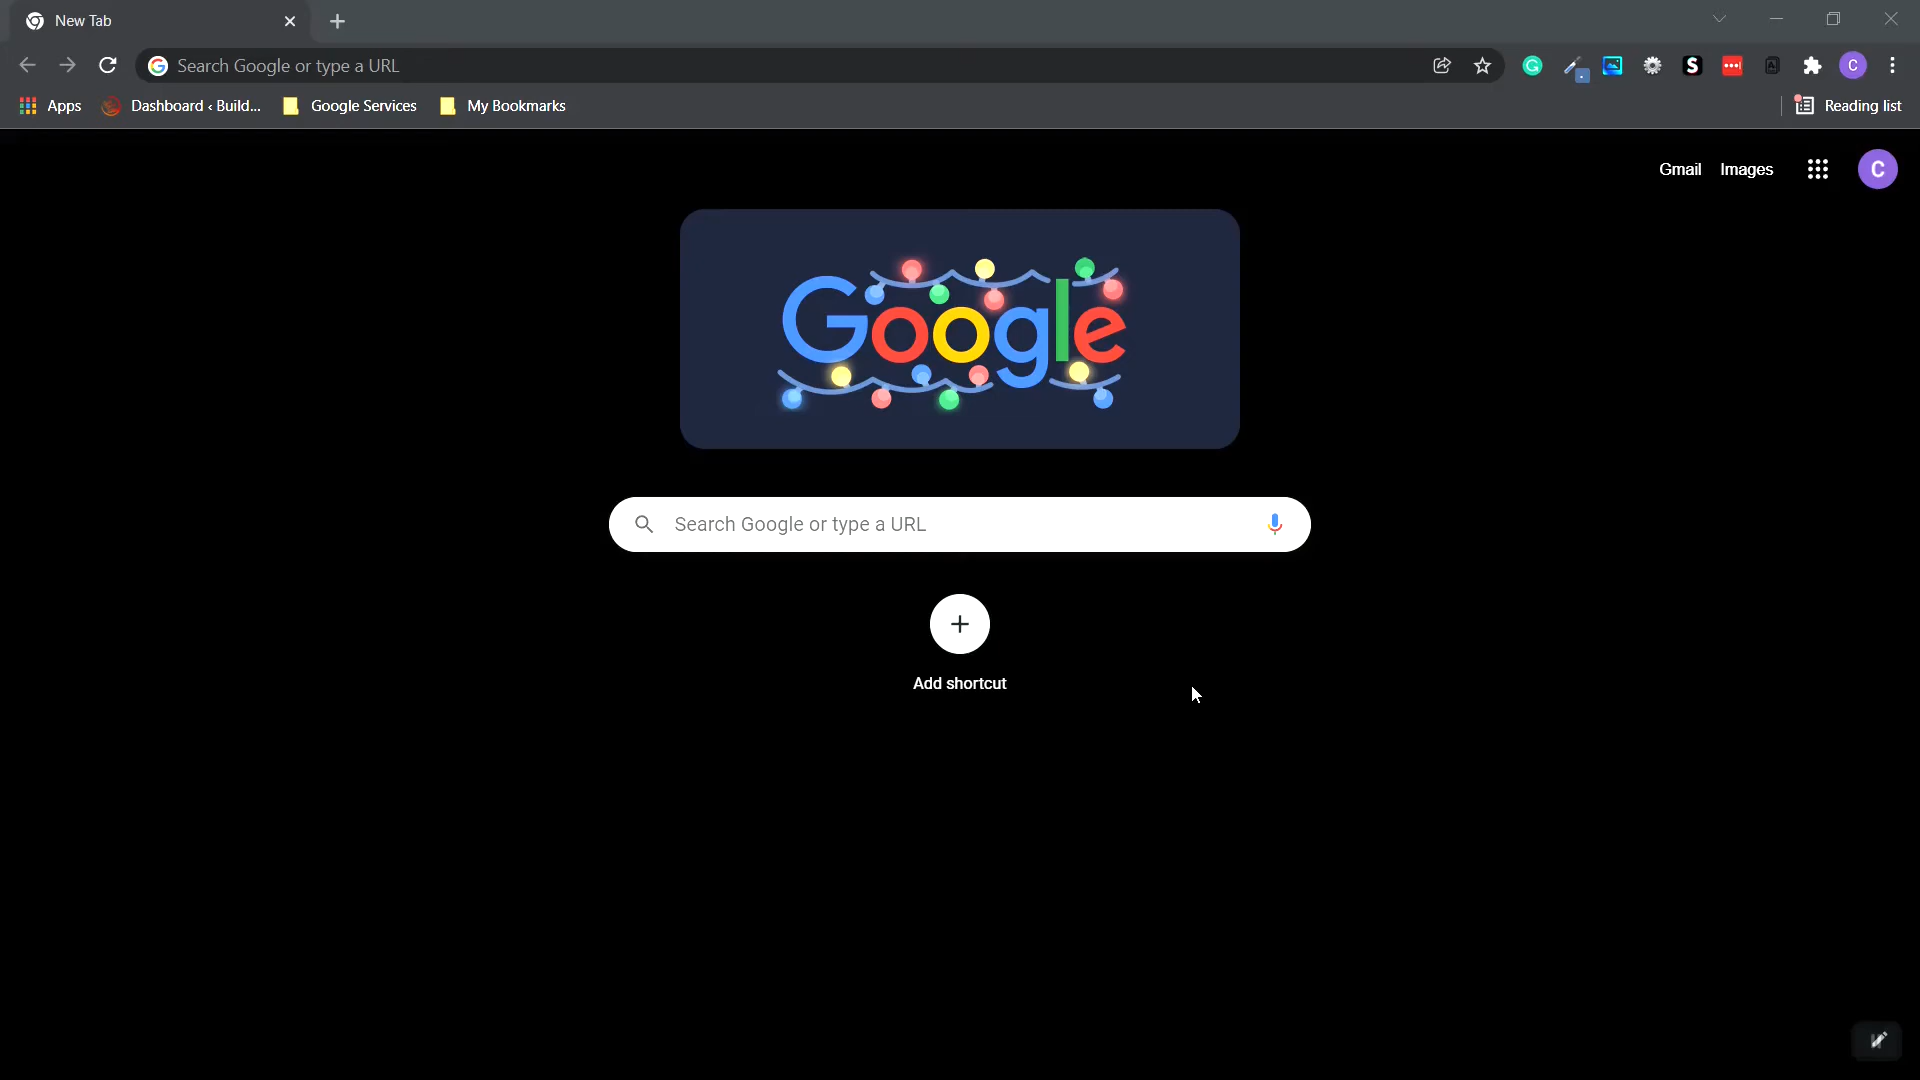 New Tab
Search Google or type a URL
Apps
Dashboard ‹ Build...
Google Services
My Bookmarks
Reading list
Gmail
Images
C
Google
Search Google or type a URL
Add shortcut